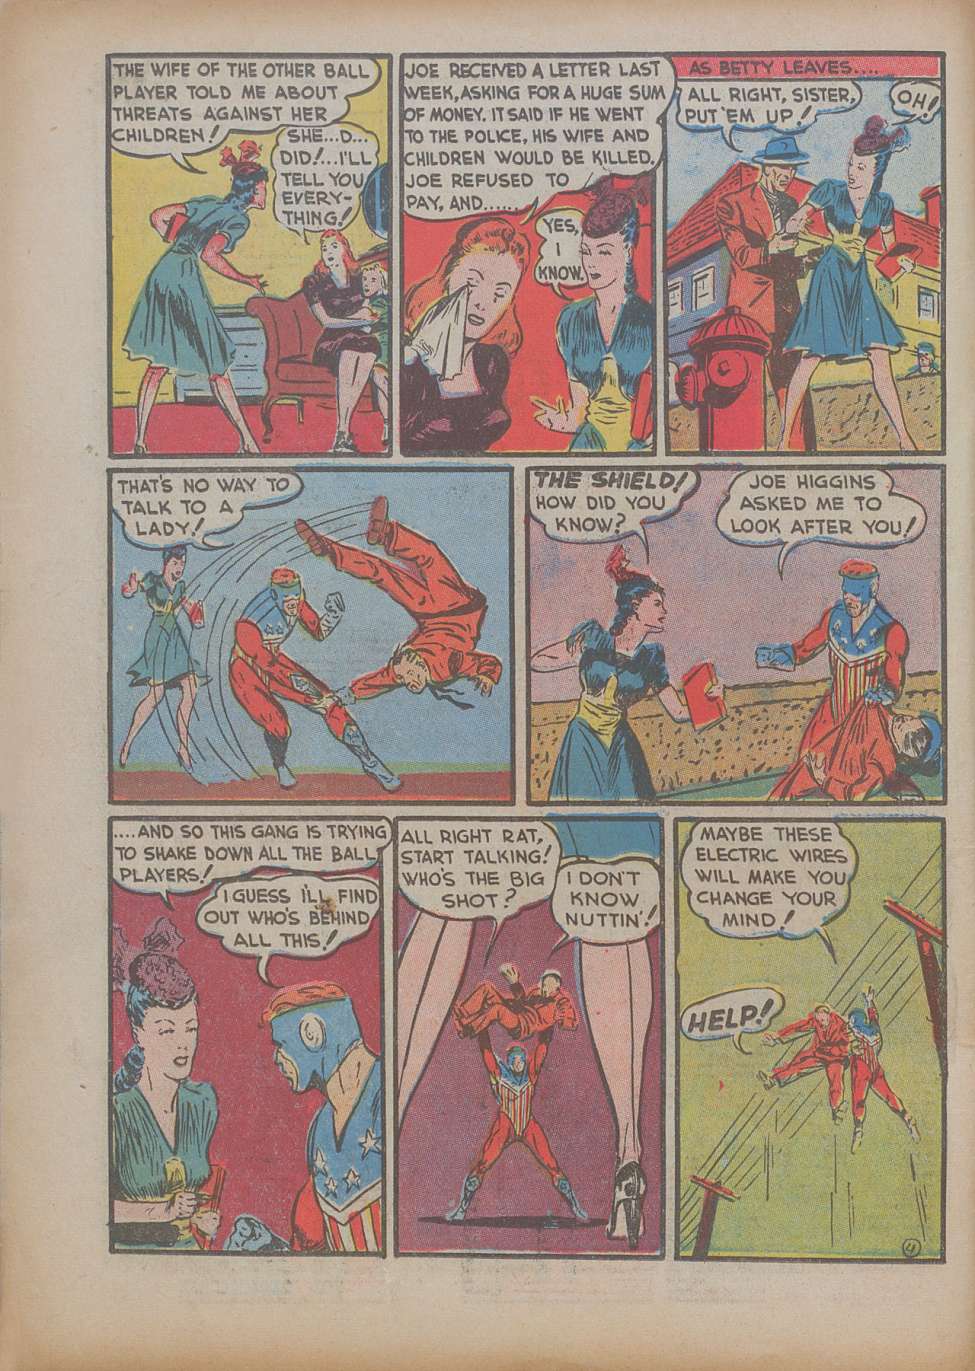 THE WIFE OF THE OTHER BALL
PLAYER TOLD ME ABOUT
THREATS AGAINST HER
CHILDREN!
SHE...D...
DID!...I'LL
TELL YOU
EVERY-
THING!
JOE RECEIVED A LETTER LAST
WEEK, ASKING FOR A HUGE SUM
OF MONEY. IT SAID IF HE WENT
TO THE POLICE, HIS WIFE AND
CHILDREN WOULD BE KILLED.
JOE REFUSED TO
PAY, AND......
YES,
I
KNOW.
AS BETTY LEAVES....
ALL RIGHT, SISTER,
PUT 'EM UP!
OH!
THAT'S NO WAY TO
TALK TO A
LADY!
THE SHIELD!
HOW DID YOU
KNOW?
JOE HIGGINS
ASKED ME TO
LOOK AFTER YOU!
....AND SO THIS GANG IS TRYING
TO SHAKE DOWN ALL THE BALL
PLAYERS!
I GUESS I'LL FIND
OUT WHO'S BEHIND
ALL THIS!
ALL RIGHT RAT,
START TALKING!
WHO'S THE BIG
SHOT?
I DON'T
KNOW
NUTTIN'!
MAYBE THESE
ELECTRIC WIRES
WILL MAKE YOU
CHANGE YOUR
MIND!
HELP!
4